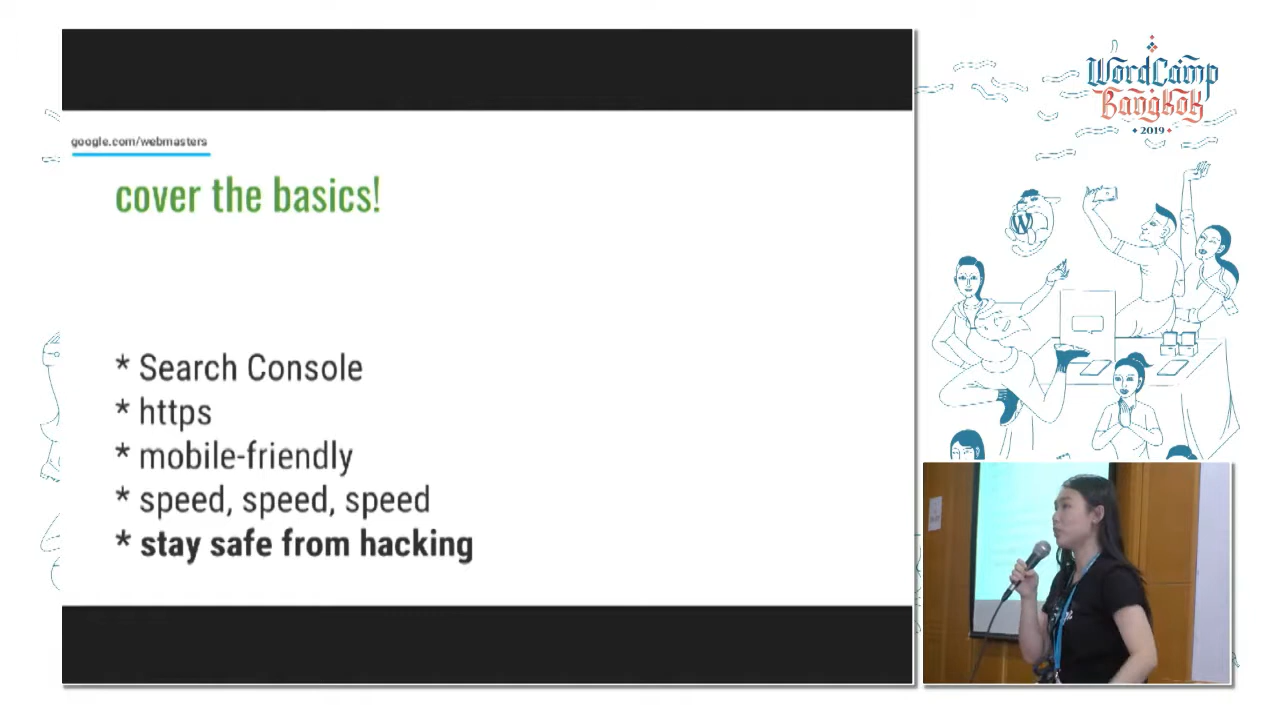 google.com/webmasters
cover the basics!
* Search Console
* https
* mobile-friendly
* speed, speed, speed
* stay safe from hacking
WordCamp
Bangkok
2019